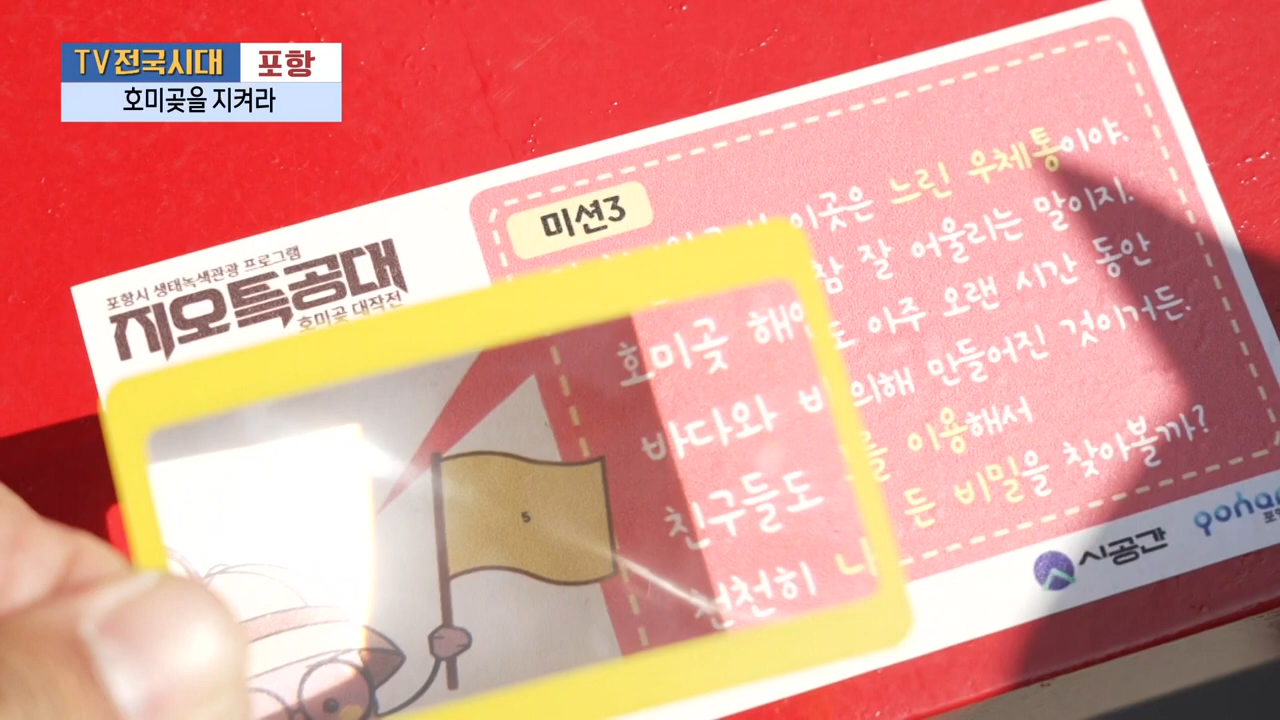 TV전국시대 포항
호미곶을 지켜라
포항시 생태녹색관광 프로그램
지오특공대
호미곶 대작전
미션3
이곳은 느린 우체통이야.
참 잘 어울리는 말이지.
호미곶 해 도 아주 오랜 시간 동안
바다와 의해 만들어진 것이거든.
친구들도 를 이용해서
천천히 나 든 비밀을 찾아볼까?
5
시공간